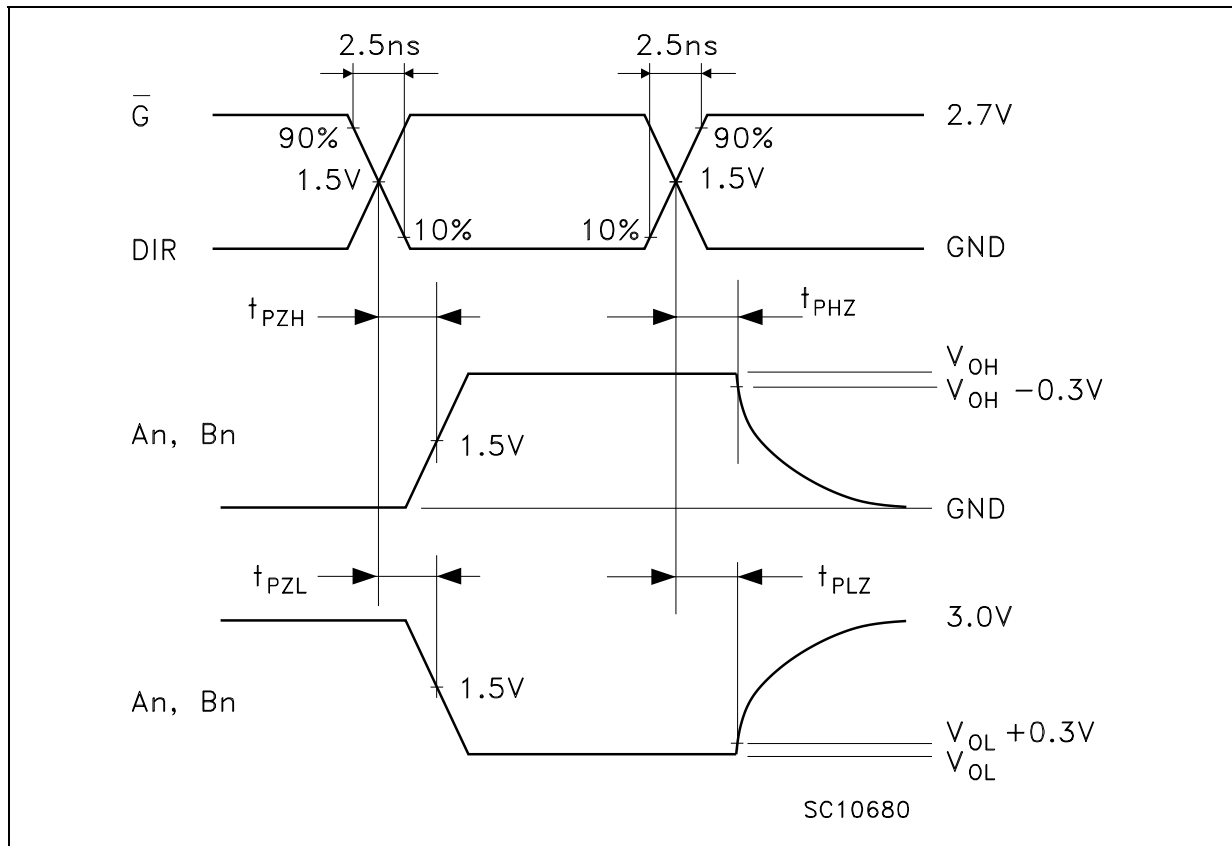 2.5ns 2.5ns
G̅ 2.7V
90% 90%
1.5V 1.5V
10% 10%
DIR GND
tPZH tPHZ
VOH
VOH -0.3V
An, Bn 1.5V
GND
tPZL tPLZ
3.0V
An, Bn 1.5V
VOL +0.3V
VOL
SC10680